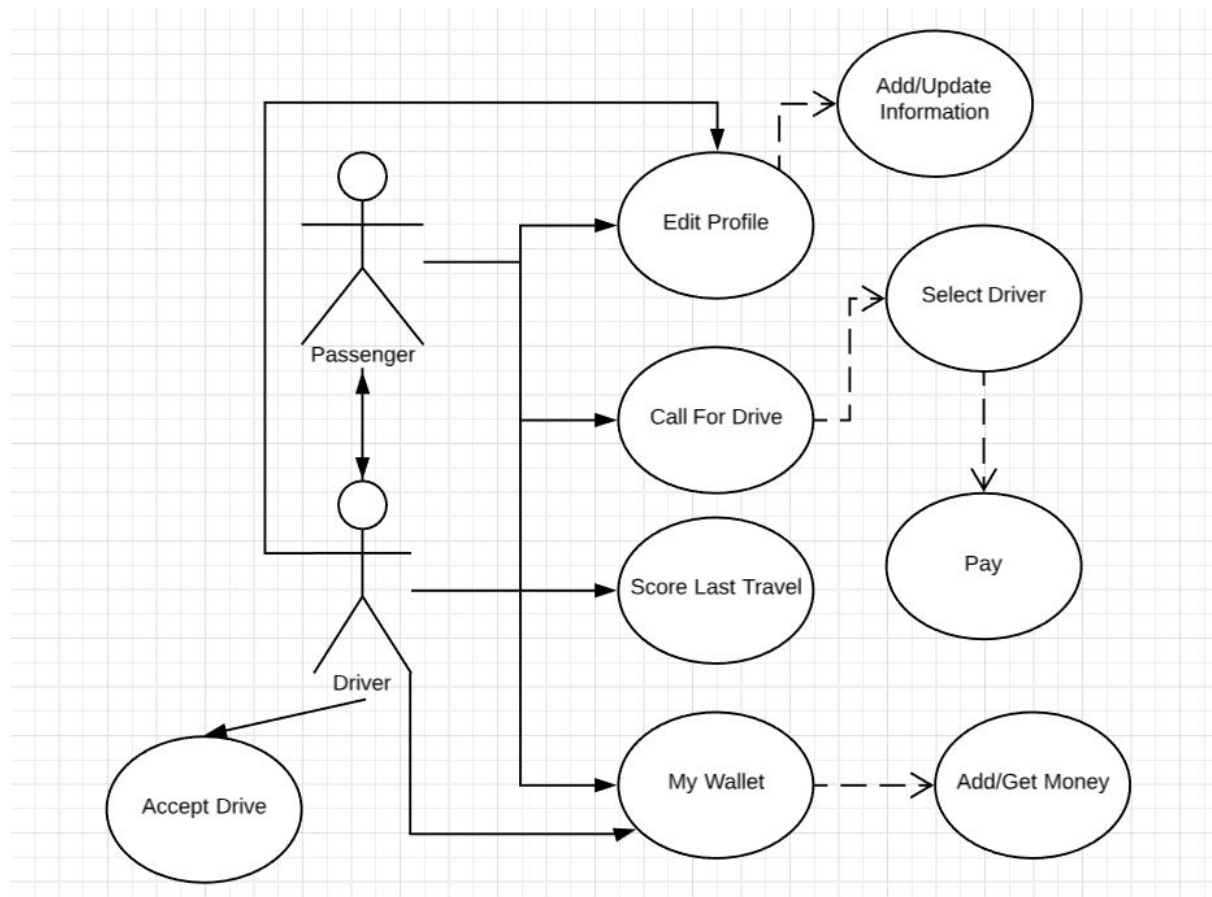 Add/Update
Information
Edit Profile
Select Driver
Passenger
Call For Drive
Pay
Score Last Travel
Driver
My Wallet
Add/Get Money
Accept Drive